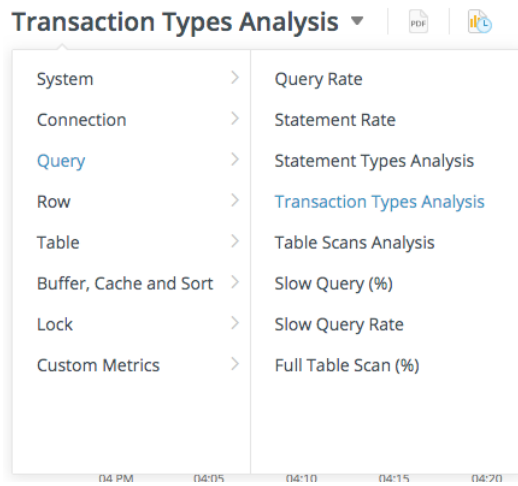 Transaction Types Analysis
PDF
System
Connection
Query
Row
Table
Buffer, Cache and Sort
Lock
Custom Metrics
Query Rate
Statement Rate
Statement Types Analysis
Transaction Types Analysis
Table Scans Analysis
Slow Query (%)
Slow Query Rate
Full Table Scan (%)
04 PM 04:05 04:10 04:15 04:20